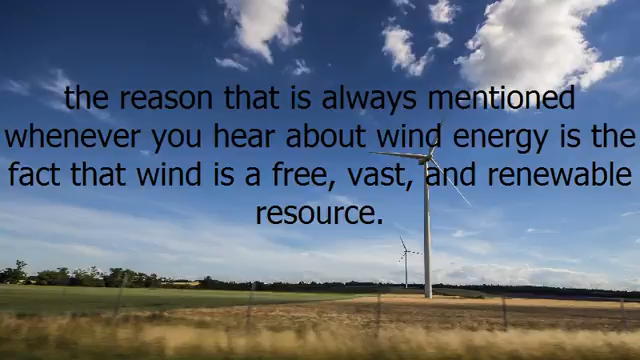 the reason that is always mentioned
whenever you hear about wind energy is the
fact that wind is a free, vast, and renewable
resource.